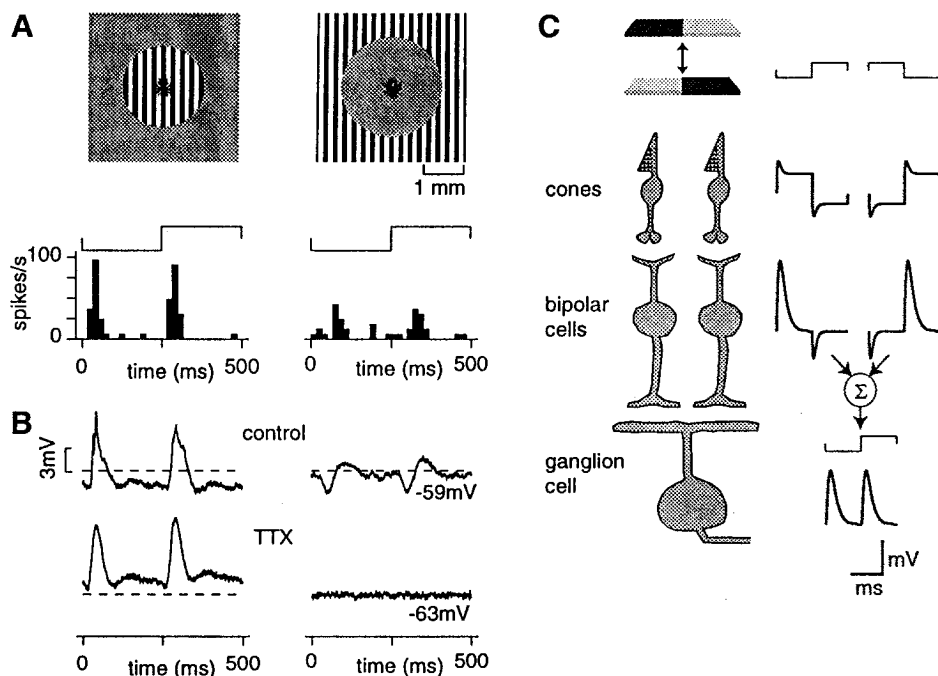 A
1 mm
spikes/s
100
0
0
500
time (ms)
0
500
time (ms)
B
3mV
control
-59mV
TTX
-63mV
0
500
time (ms)
0
500
time (ms)
C
cones
bipolar
cells
Σ
ganglion
cell
mV
ms